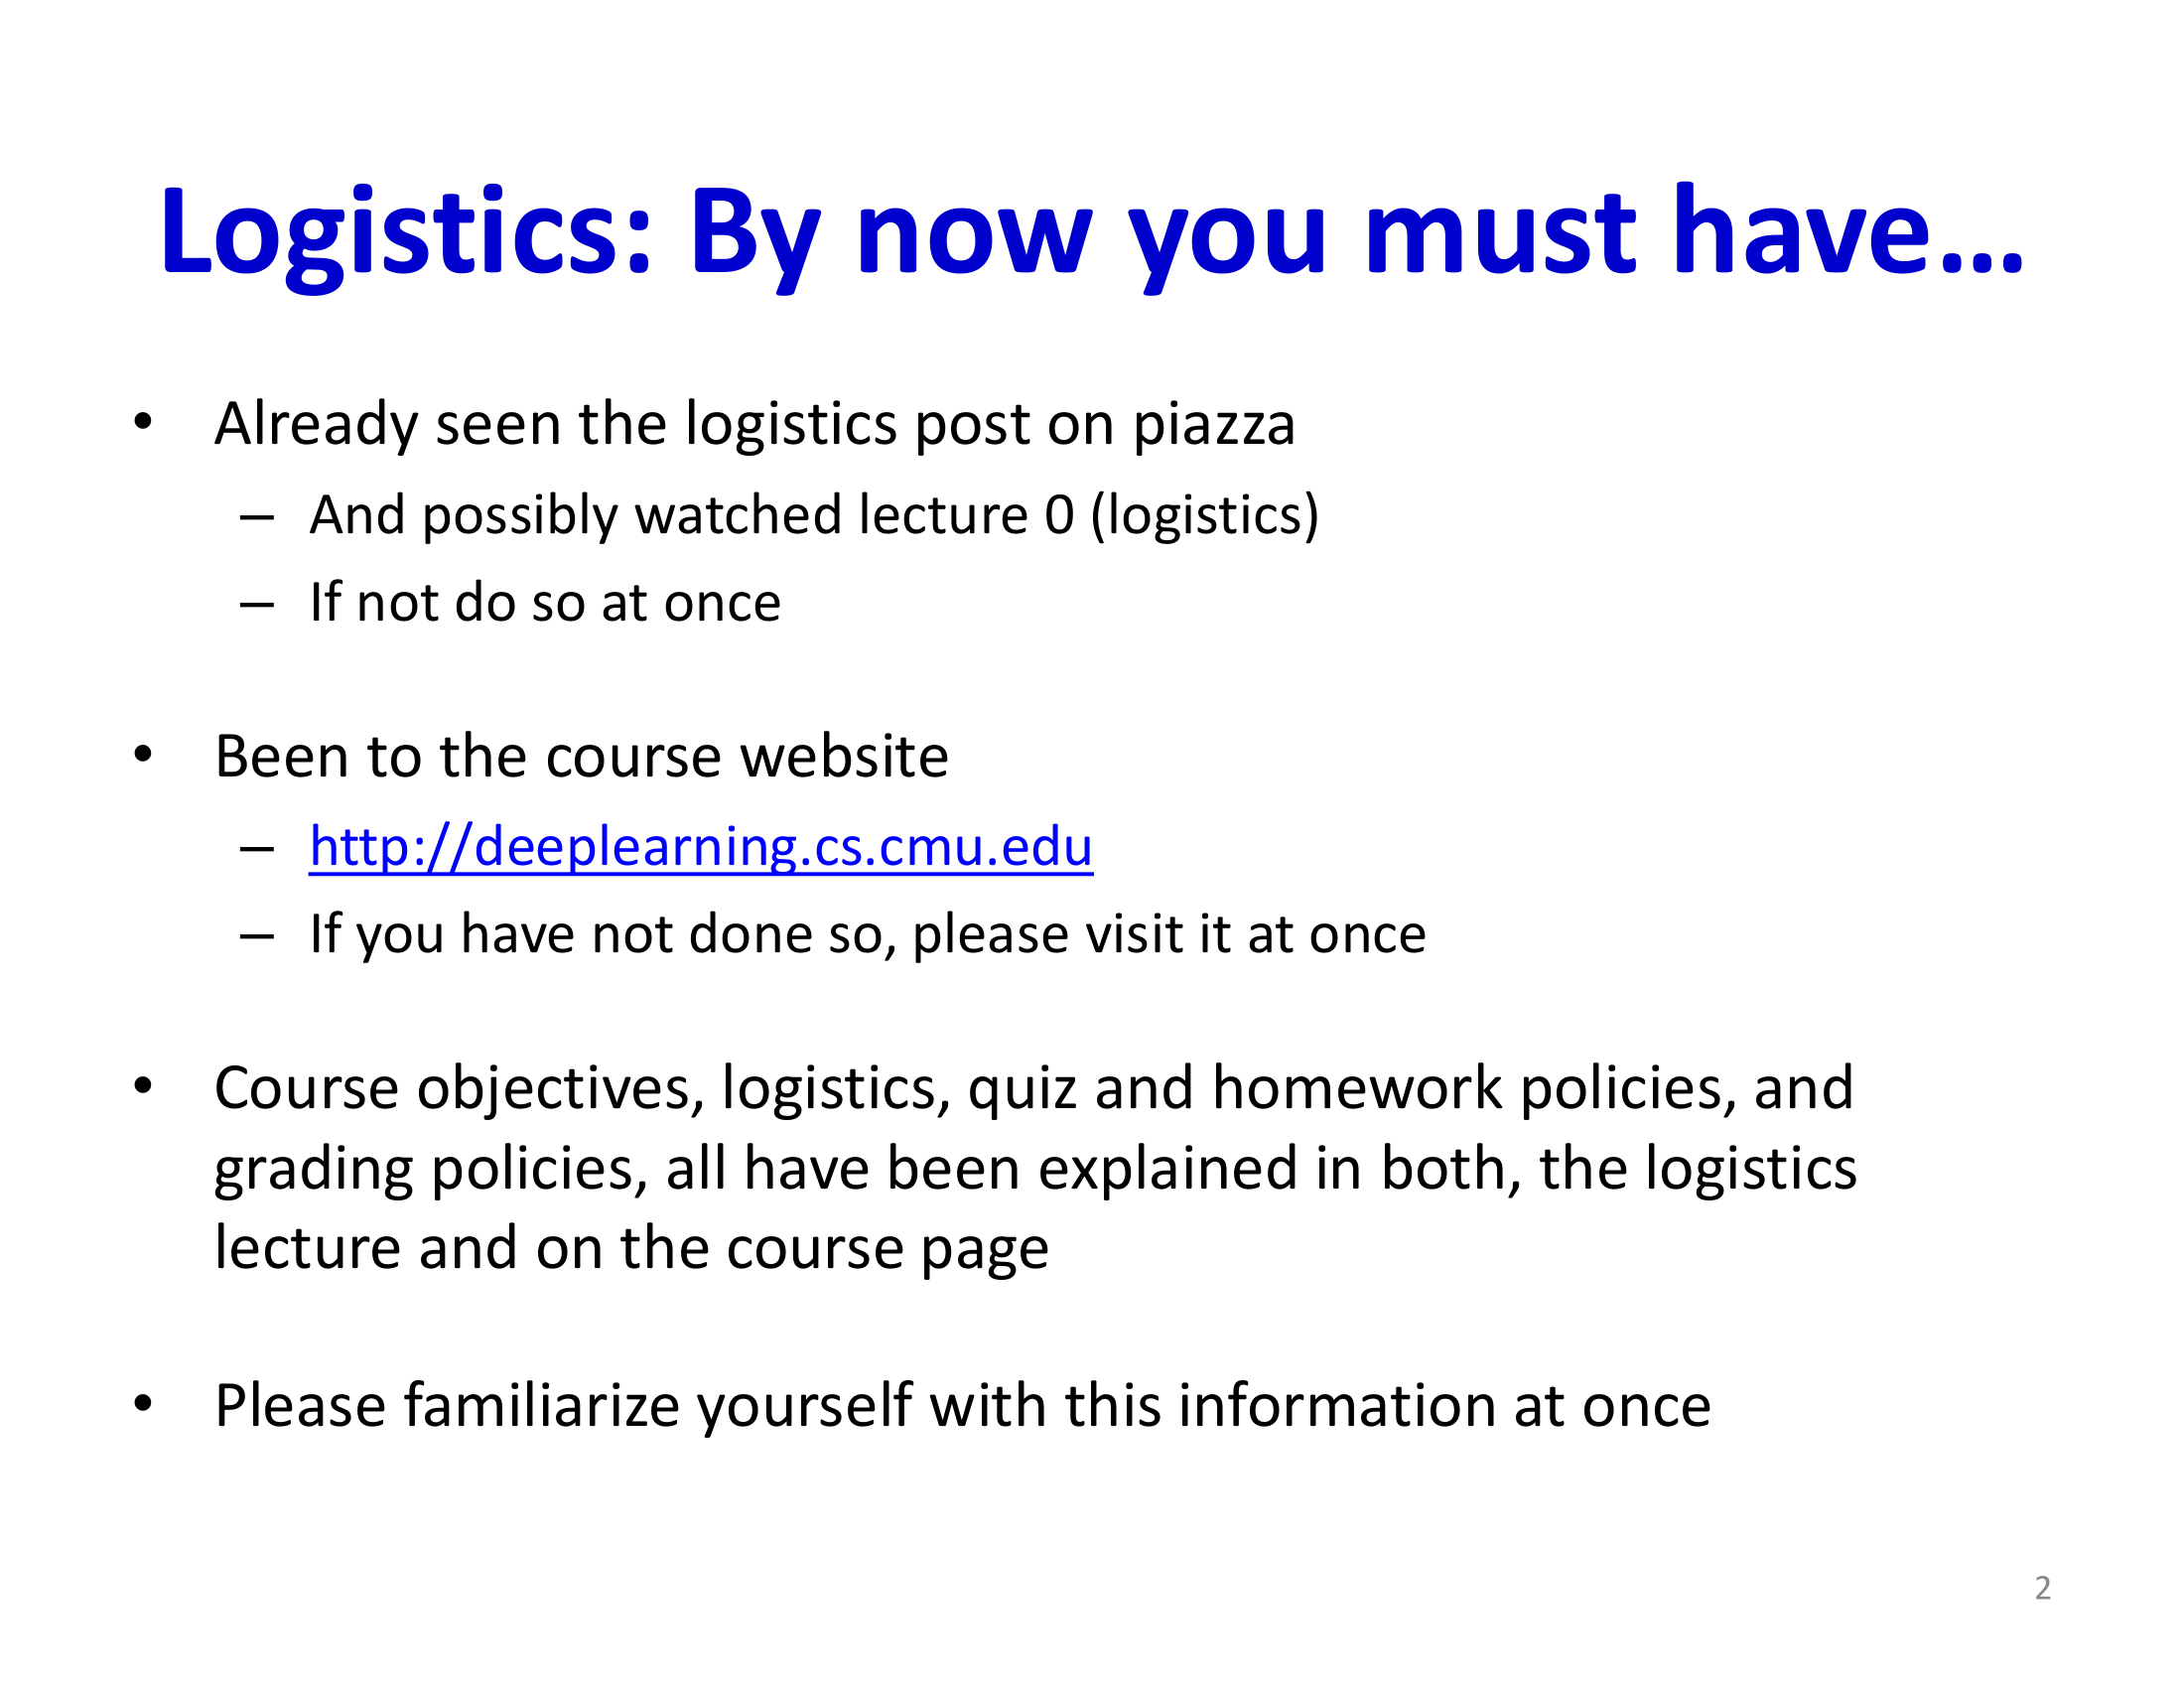 Logistics: By now you must have…
• Already seen the logistics post on piazza
– And possibly watched lecture 0 (logistics)
– If not do so at once
• Been to the course website
– http://deeplearning.cs.cmu.edu
– If you have not done so, please visit it at once
• Course objectives, logistics, quiz and homework policies, and
grading policies, all have been explained in both, the logistics
lecture and on the course page
• Please familiarize yourself with this information at once
2